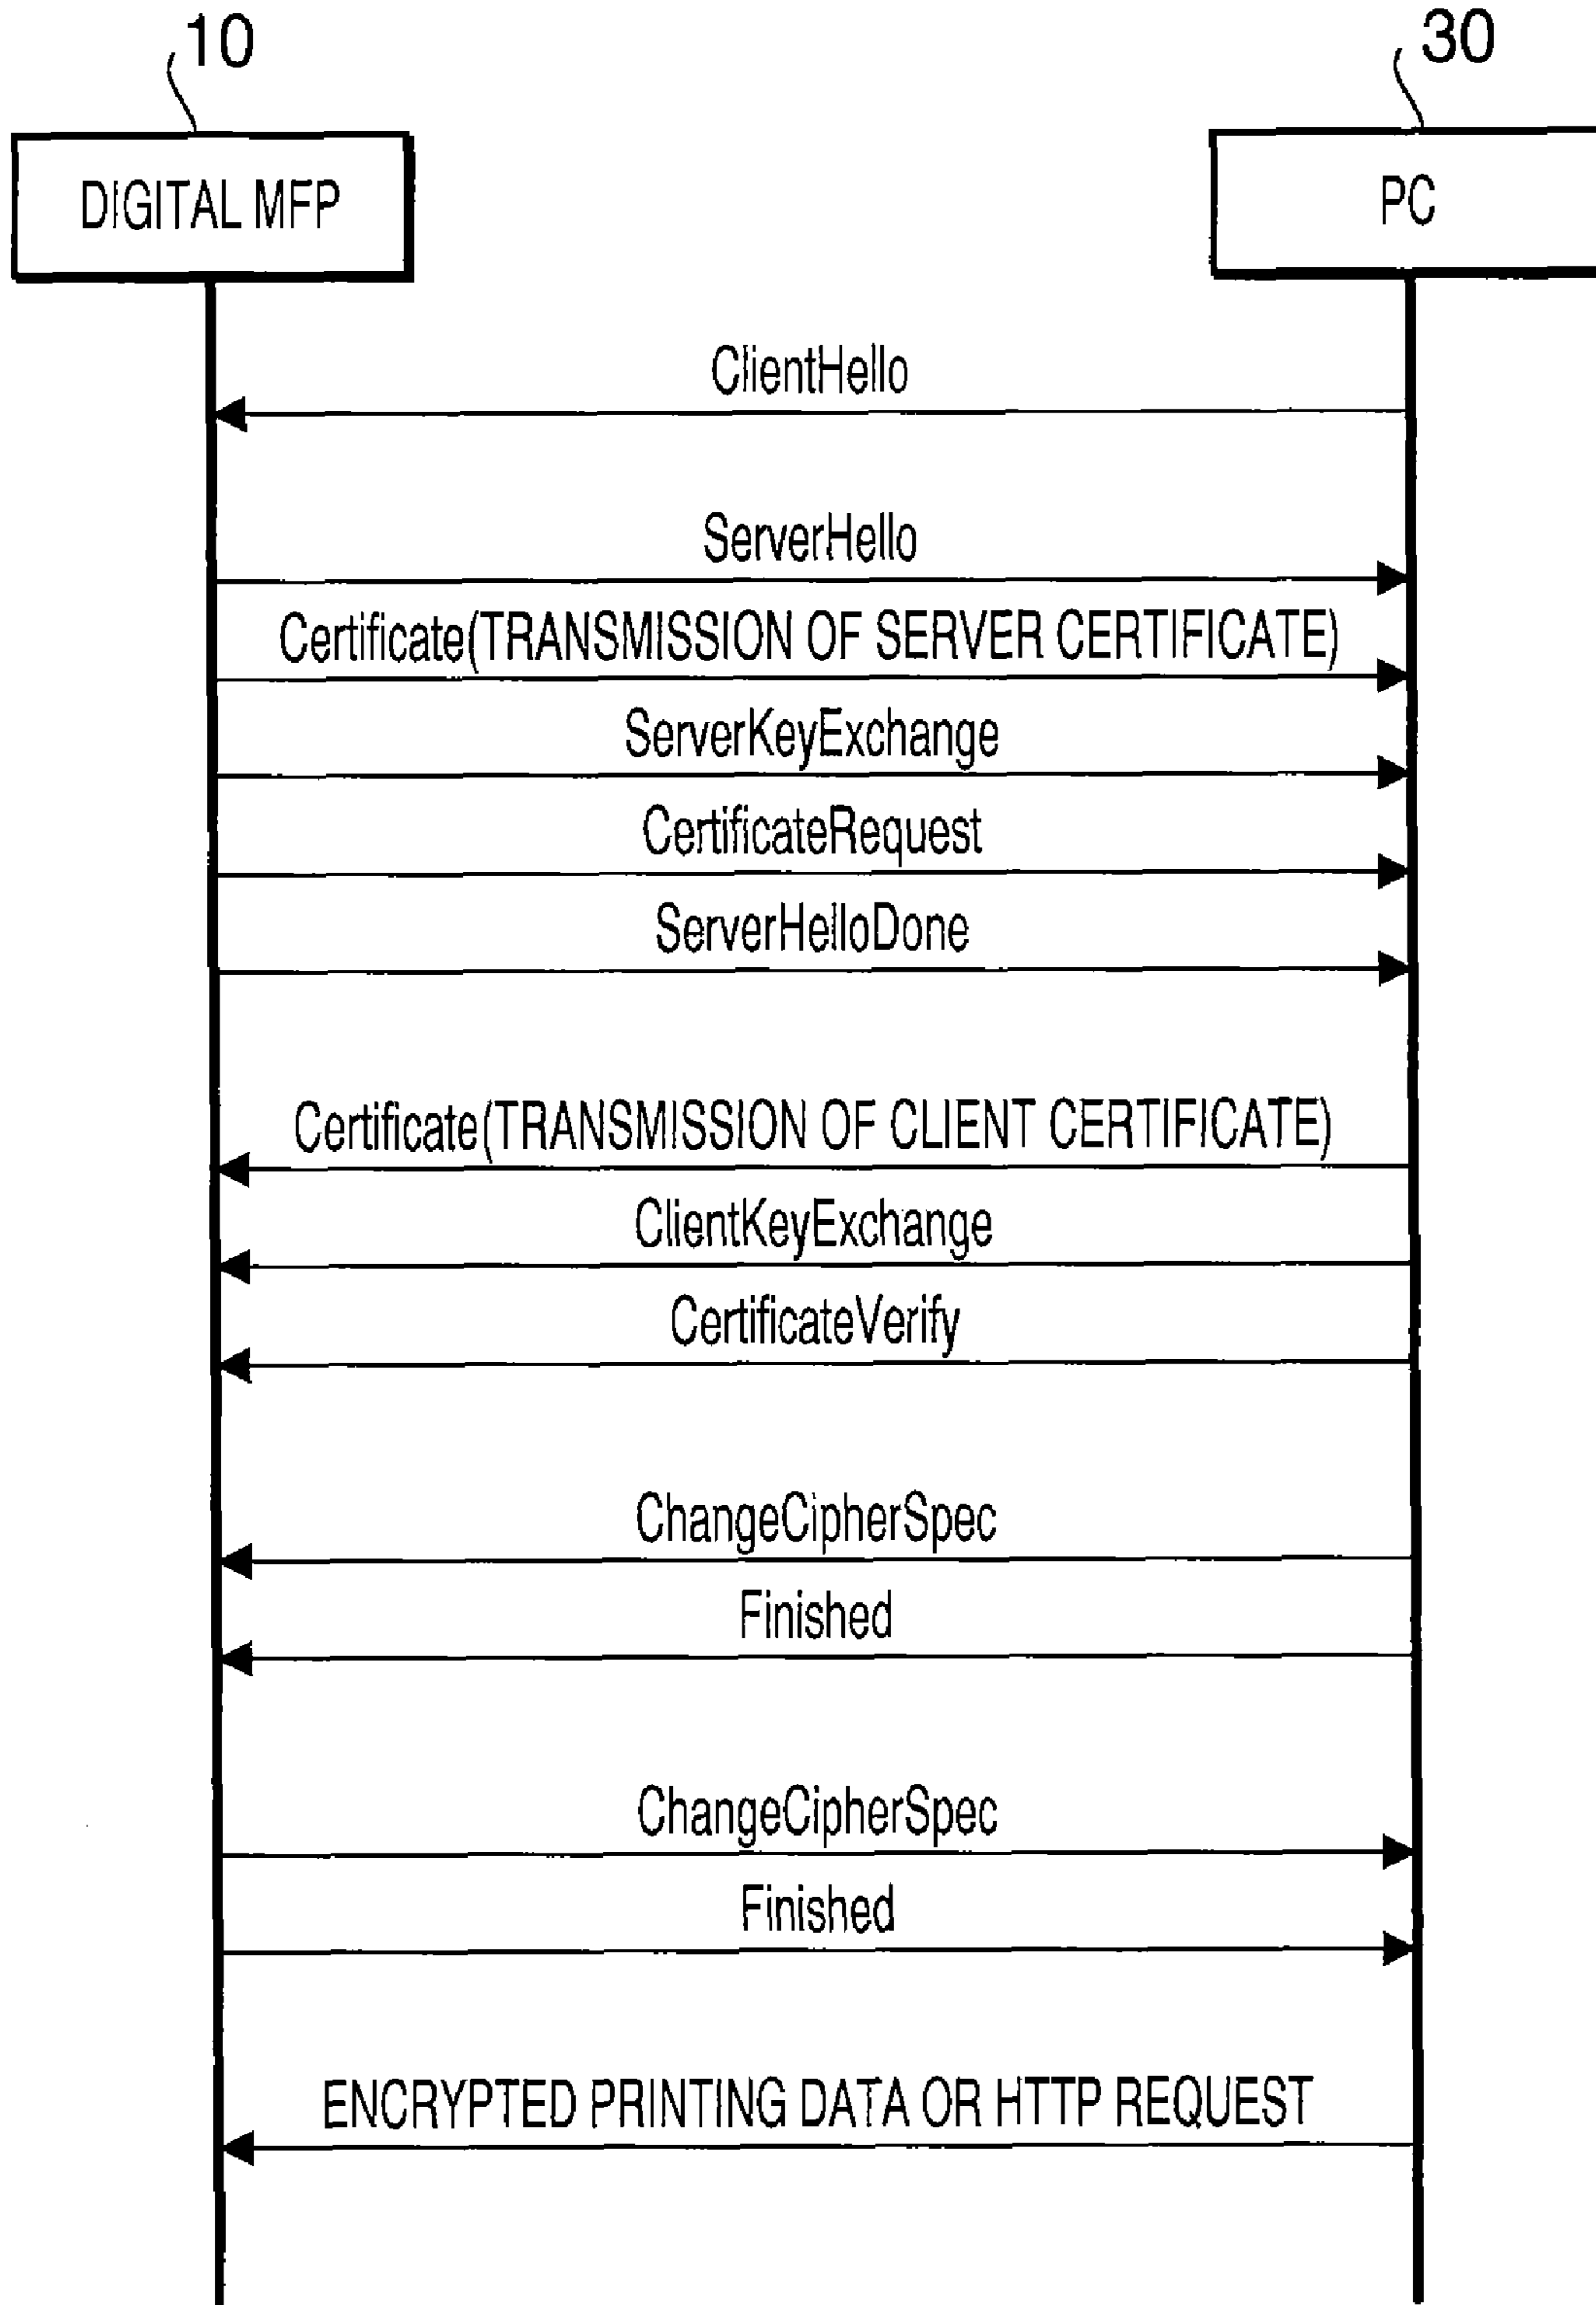 10
30
DIGITAL MFP
PC
ClientHello
ServerHello
Certificate(TRANSMISSION OF SERVER CERTIFICATE)
ServerKeyExchange
CertificateRequest
ServerHelloDone
Certificate(TRANSMISSION OF CLIENT CERTIFICATE)
ClientKeyExchange
CertificateVerify
ChangeCipherSpec
Finished
ChangeCipherSpec
Finished
ENCRYPTED PRINTING DATA OR HTTP REQUEST